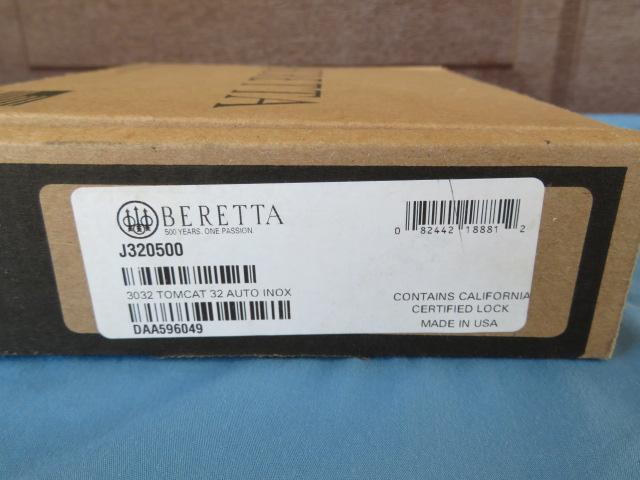 BERETTA
500 YEARS. ONE PASSION.
J320500
0 82442 18881 2
3032 TOMCAT 32 AUTO INOX
DAA596049
CONTAINS CALIFORNIA
CERTIFIED LOCK
MADE IN USA